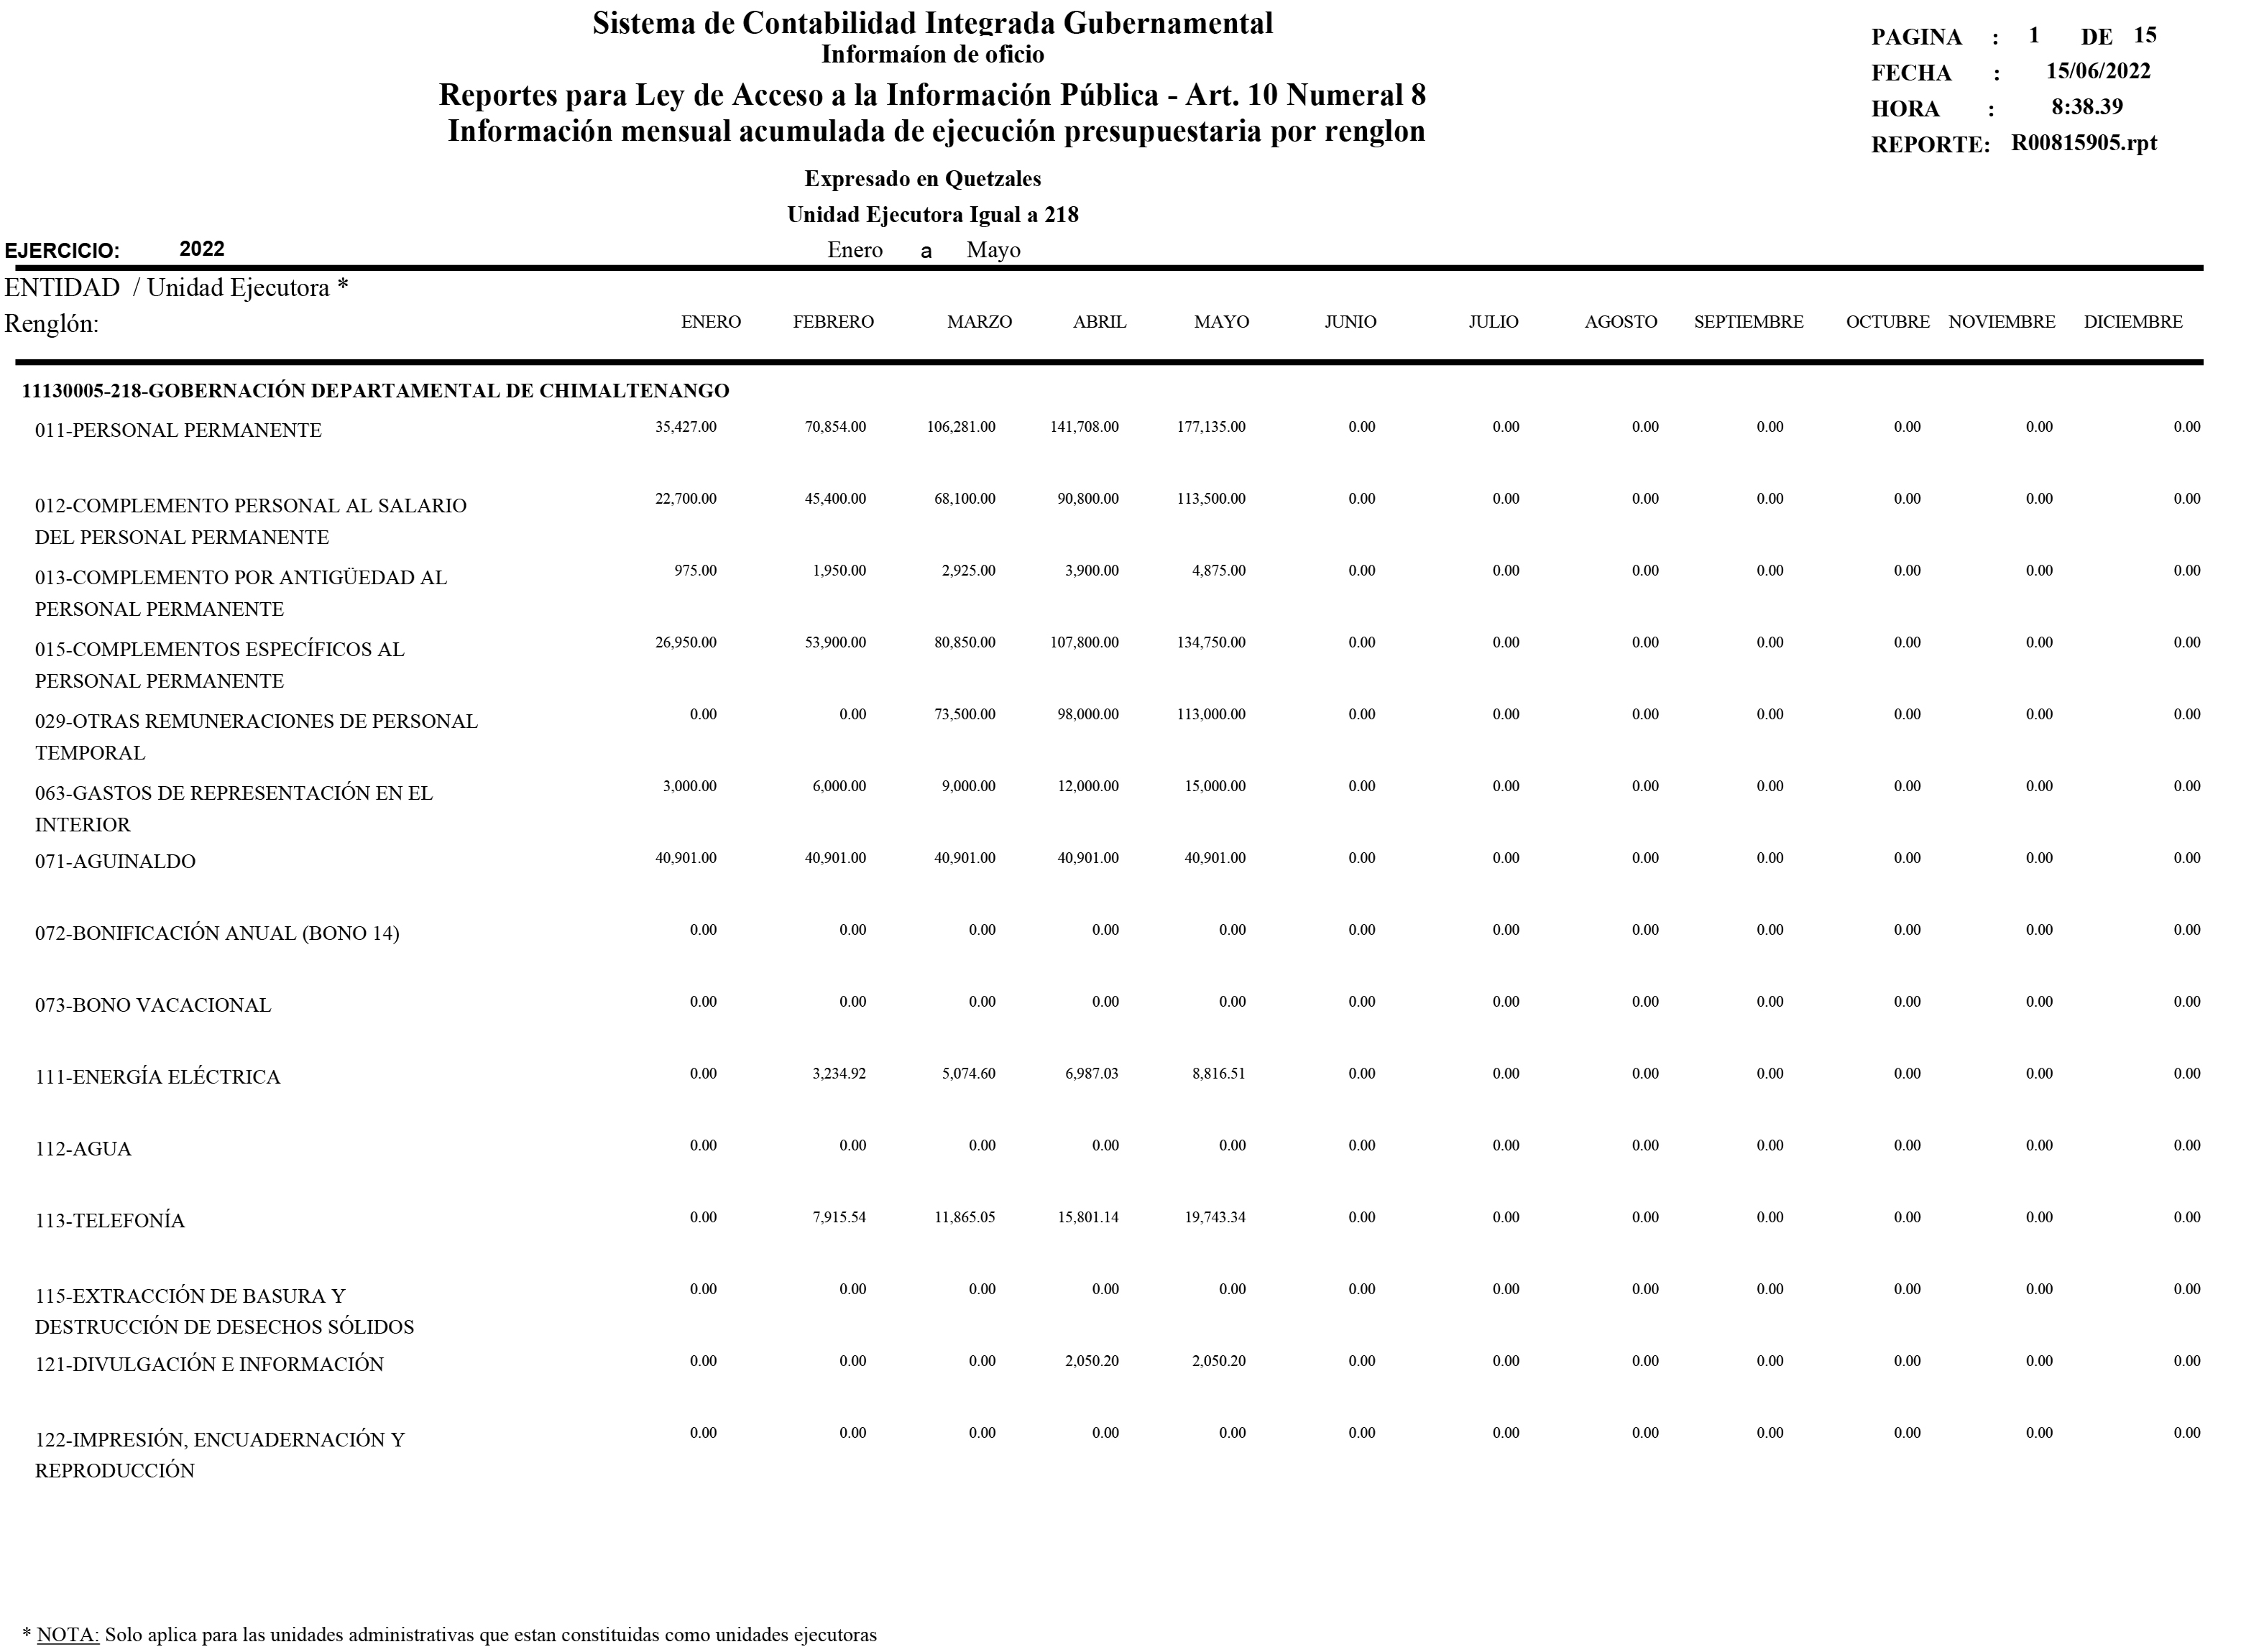 Sistema de Contabilidad Integrada Gubernamental
Informaíon de oficio
Reportes para Ley de Acceso a la Información Pública - Art. 10 Numeral 8
Información mensual acumulada de ejecución presupuestaria por renglon
Expresado en Quetzales
Unidad Ejecutora Igual a 218
PAGINA : 1 DE 15
FECHA : 15/06/2022
HORA : 8:38.39
REPORTE: R00815905.rpt
EJERCICIO: 2022 Enero a Mayo
ENTIDAD / Unidad Ejecutora *
Renglón: ENERO FEBRERO MARZO ABRIL MAYO JUNIO JULIO AGOSTO SEPTIEMBRE OCTUBRE NOVIEMBRE DICIEMBRE
11130005-218-GOBERNACIÓN DEPARTAMENTAL DE CHIMALTENANGO
011-PERSONAL PERMANENTE 35,427.00 70,854.00 106,281.00 141,708.00 177,135.00 0.00 0.00 0.00 0.00 0.00 0.00 0.00
012-COMPLEMENTO PERSONAL AL SALARIO 22,700.00 45,400.00 68,100.00 90,800.00 113,500.00 0.00 0.00 0.00 0.00 0.00 0.00 0.00
DEL PERSONAL PERMANENTE
013-COMPLEMENTO POR ANTIGÜEDAD AL 975.00 1,950.00 2,925.00 3,900.00 4,875.00 0.00 0.00 0.00 0.00 0.00 0.00 0.00
PERSONAL PERMANENTE
015-COMPLEMENTOS ESPECÍFICOS AL 26,950.00 53,900.00 80,850.00 107,800.00 134,750.00 0.00 0.00 0.00 0.00 0.00 0.00 0.00
PERSONAL PERMANENTE
029-OTRAS REMUNERACIONES DE PERSONAL 0.00 0.00 73,500.00 98,000.00 113,000.00 0.00 0.00 0.00 0.00 0.00 0.00 0.00
TEMPORAL
063-GASTOS DE REPRESENTACIÓN EN EL 3,000.00 6,000.00 9,000.00 12,000.00 15,000.00 0.00 0.00 0.00 0.00 0.00 0.00 0.00
INTERIOR
071-AGUINALDO 40,901.00 40,901.00 40,901.00 40,901.00 40,901.00 0.00 0.00 0.00 0.00 0.00 0.00 0.00
072-BONIFICACIÓN ANUAL (BONO 14) 0.00 0.00 0.00 0.00 0.00 0.00 0.00 0.00 0.00 0.00 0.00 0.00
073-BONO VACACIONAL 0.00 0.00 0.00 0.00 0.00 0.00 0.00 0.00 0.00 0.00 0.00 0.00
111-ENERGÍA ELÉCTRICA 0.00 3,234.92 5,074.60 6,987.03 8,816.51 0.00 0.00 0.00 0.00 0.00 0.00 0.00
112-AGUA 0.00 0.00 0.00 0.00 0.00 0.00 0.00 0.00 0.00 0.00 0.00 0.00
113-TELEFONÍA 0.00 7,915.54 11,865.05 15,801.14 19,743.34 0.00 0.00 0.00 0.00 0.00 0.00 0.00
115-EXTRACCIÓN DE BASURA Y 0.00 0.00 0.00 0.00 0.00 0.00 0.00 0.00 0.00 0.00 0.00 0.00
DESTRUCCIÓN DE DESECHOS SÓLIDOS
121-DIVULGACIÓN E INFORMACIÓN 0.00 0.00 0.00 2,050.20 2,050.20 0.00 0.00 0.00 0.00 0.00 0.00 0.00
122-IMPRESIÓN, ENCUADERNACIÓN Y 0.00 0.00 0.00 0.00 0.00 0.00 0.00 0.00 0.00 0.00 0.00 0.00
REPRODUCCIÓN
* NOTA: Solo aplica para las unidades administrativas que estan constituidas como unidades ejecutoras